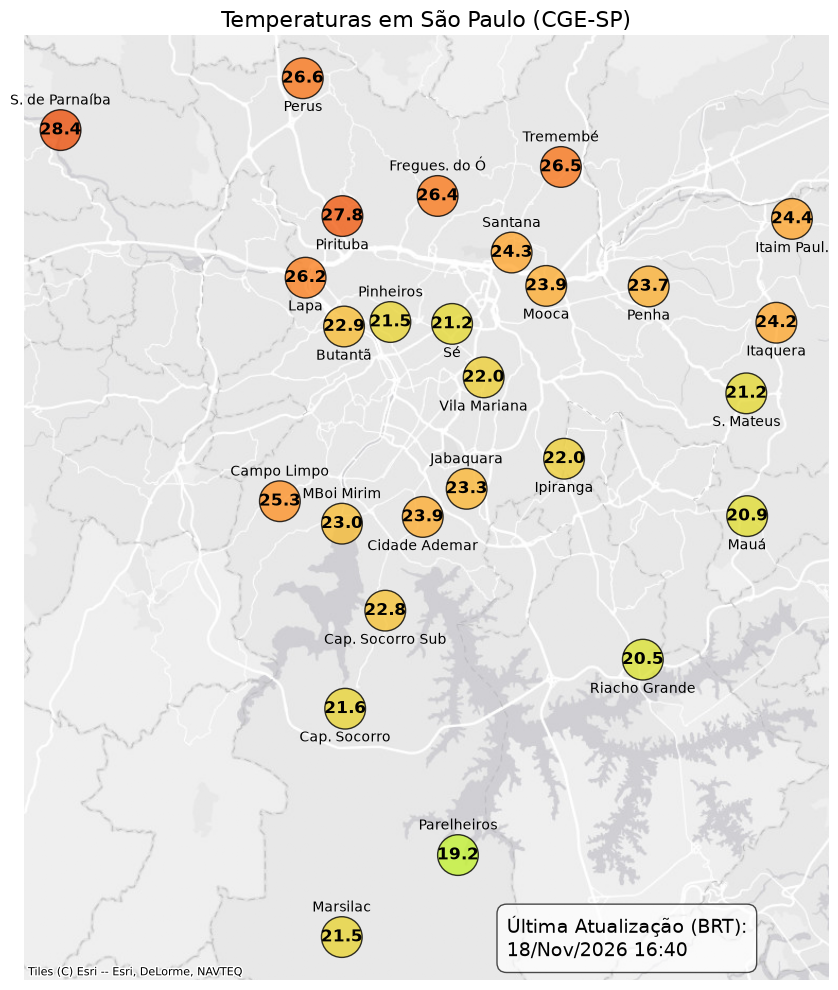 Temperaturas em São Paulo (CGE-SP)
26.6
Perus
S. de Parnaíba
28.4
Tremembé
26.5
Fregues. do Ó
26.4
27.8
Pirituba
24.4
Itaim Paul.
Santana
24.3
26.2
Lapa
23.9
Mooca
23.7
Penha
Pinheiros
21.5
22.9
Butantã
21.2
Sé
24.2
Itaquera
22.0
Vila Mariana
21.2
S. Mateus
Jabaquara
23.3
22.0
Ipiranga
Campo Limpo
25.3
MBoi Mirim
23.0
23.9
Cidade Ademar
20.9
Mauá
22.8
Cap. Socorro Sub
20.5
Riacho Grande
21.6
Cap. Socorro
Parelheiros
19.2
Marsilac
21.5
Última Atualização (BRT):
18/Nov/2026 16:40
Tiles (C) Esri -- Esri, DeLorme, NAVTEQ